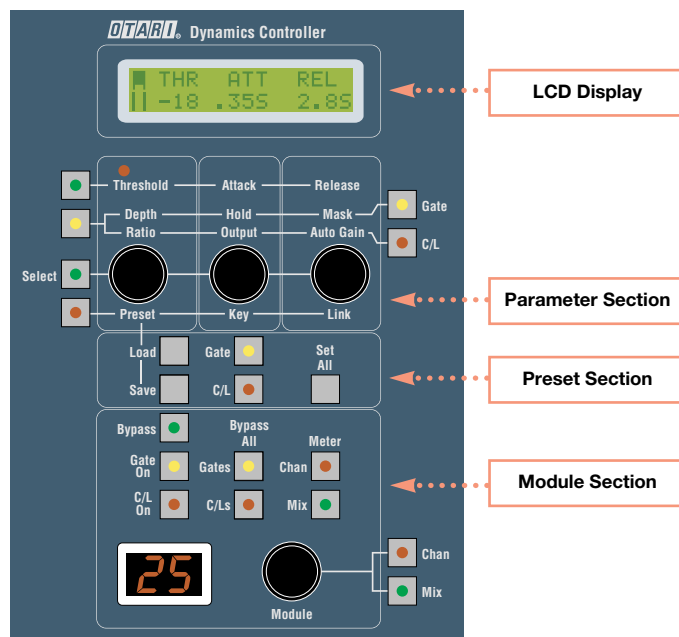 OTARI® Dynamics Controller
THR ATT REL
-18 .35S 2.8S
LCD Display
Threshold Attack Release
Depth Hold Mask Gate
Ratio Output Auto Gain C/L
Select
Parameter Section
Preset Key Link
Load Gate Set All
Save C/L
Preset Section
Bypass Bypass All Meter
Gate On Gates Chan
C/L On C/Ls Mix
Module Section
25
Chan
Mix
Module